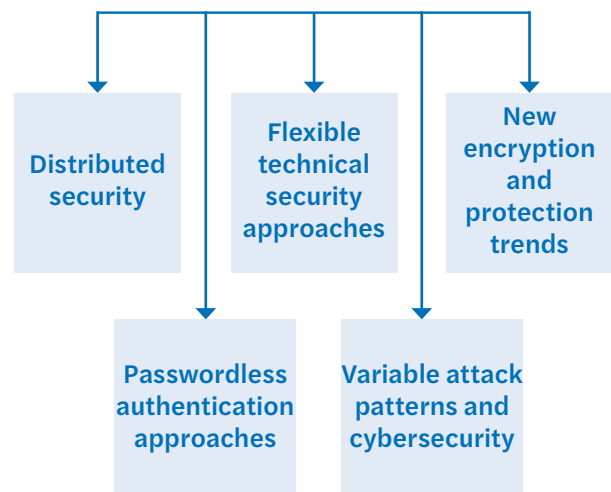 Distributed
security
Flexible
technical
security
approaches
New
encryption
and
protection
trends
Passwordless
authentication
approaches
Variable attack
patterns and
cybersecurity